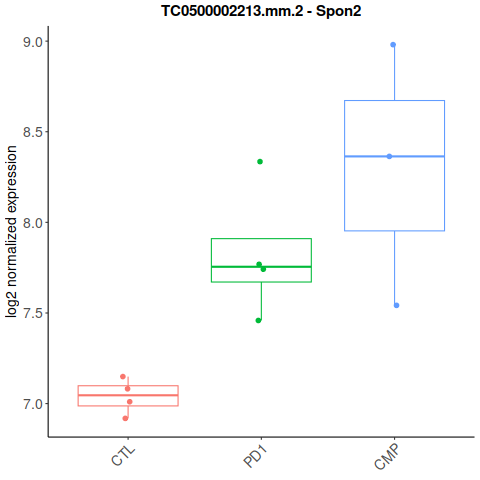 TC0500002213.mm.2 - Spon2
log2 normalized expression
9.0
8.5
8.0
7.5
7.0
CTL
PD1
CMP